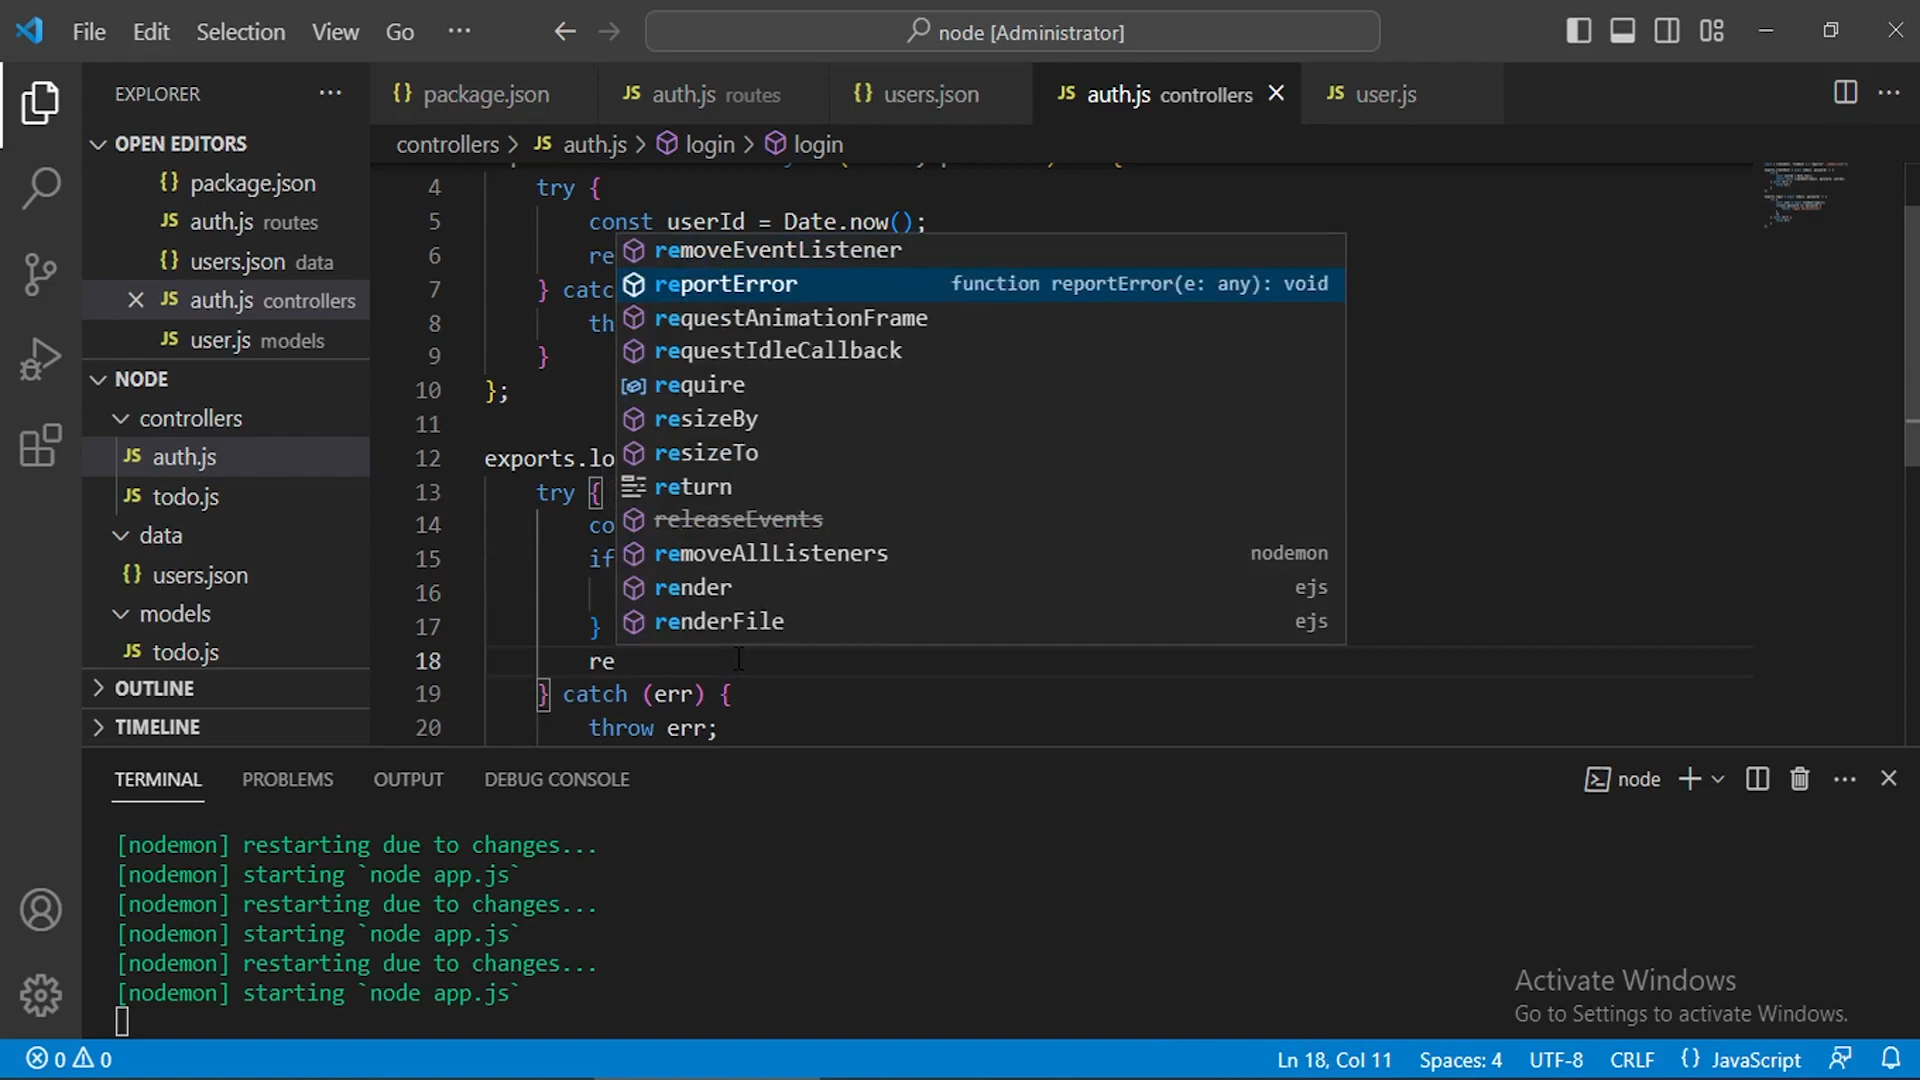 File Edit Selection View Go ··· node [Administrator]
EXPLORER ···
OPEN EDITORS
{} package.json
JS auth.js routes
{} users.json data
JS auth.js controllers
JS user.js models
NODE
controllers
JS auth.js
JS todo.js
data
{} users.json
models
JS todo.js
OUTLINE
TIMELINE
{} package.json JS auth.js routes {} users.json JS auth.js controllers JS user.js
controllers > JS auth.js > login > login
4 try {
5 const userId = Date.now();
6 re
7 } catc
8 th
9 }
10 };
11
12 exports.lo
13 try {
14 co
15 if
16
17 }
18 re
19 } catch (err) {
20 throw err;
removeEventListener
reportError function reportError(e: any): void
requestAnimationFrame
requestIdleCallback
require
resizeBy
resizeTo
return
releaseEvents
removeAllListeners nodemon
render ejs
renderFile ejs
TERMINAL PROBLEMS OUTPUT DEBUG CONSOLE node
[nodemon] restarting due to changes...
[nodemon] starting `node app.js`
[nodemon] restarting due to changes...
[nodemon] starting `node app.js`
[nodemon] restarting due to changes...
[nodemon] starting `node app.js`
Activate Windows
Go to Settings to activate Windows.
0 0 Ln 18, Col 11 Spaces: 4 UTF-8 CRLF {} JavaScript